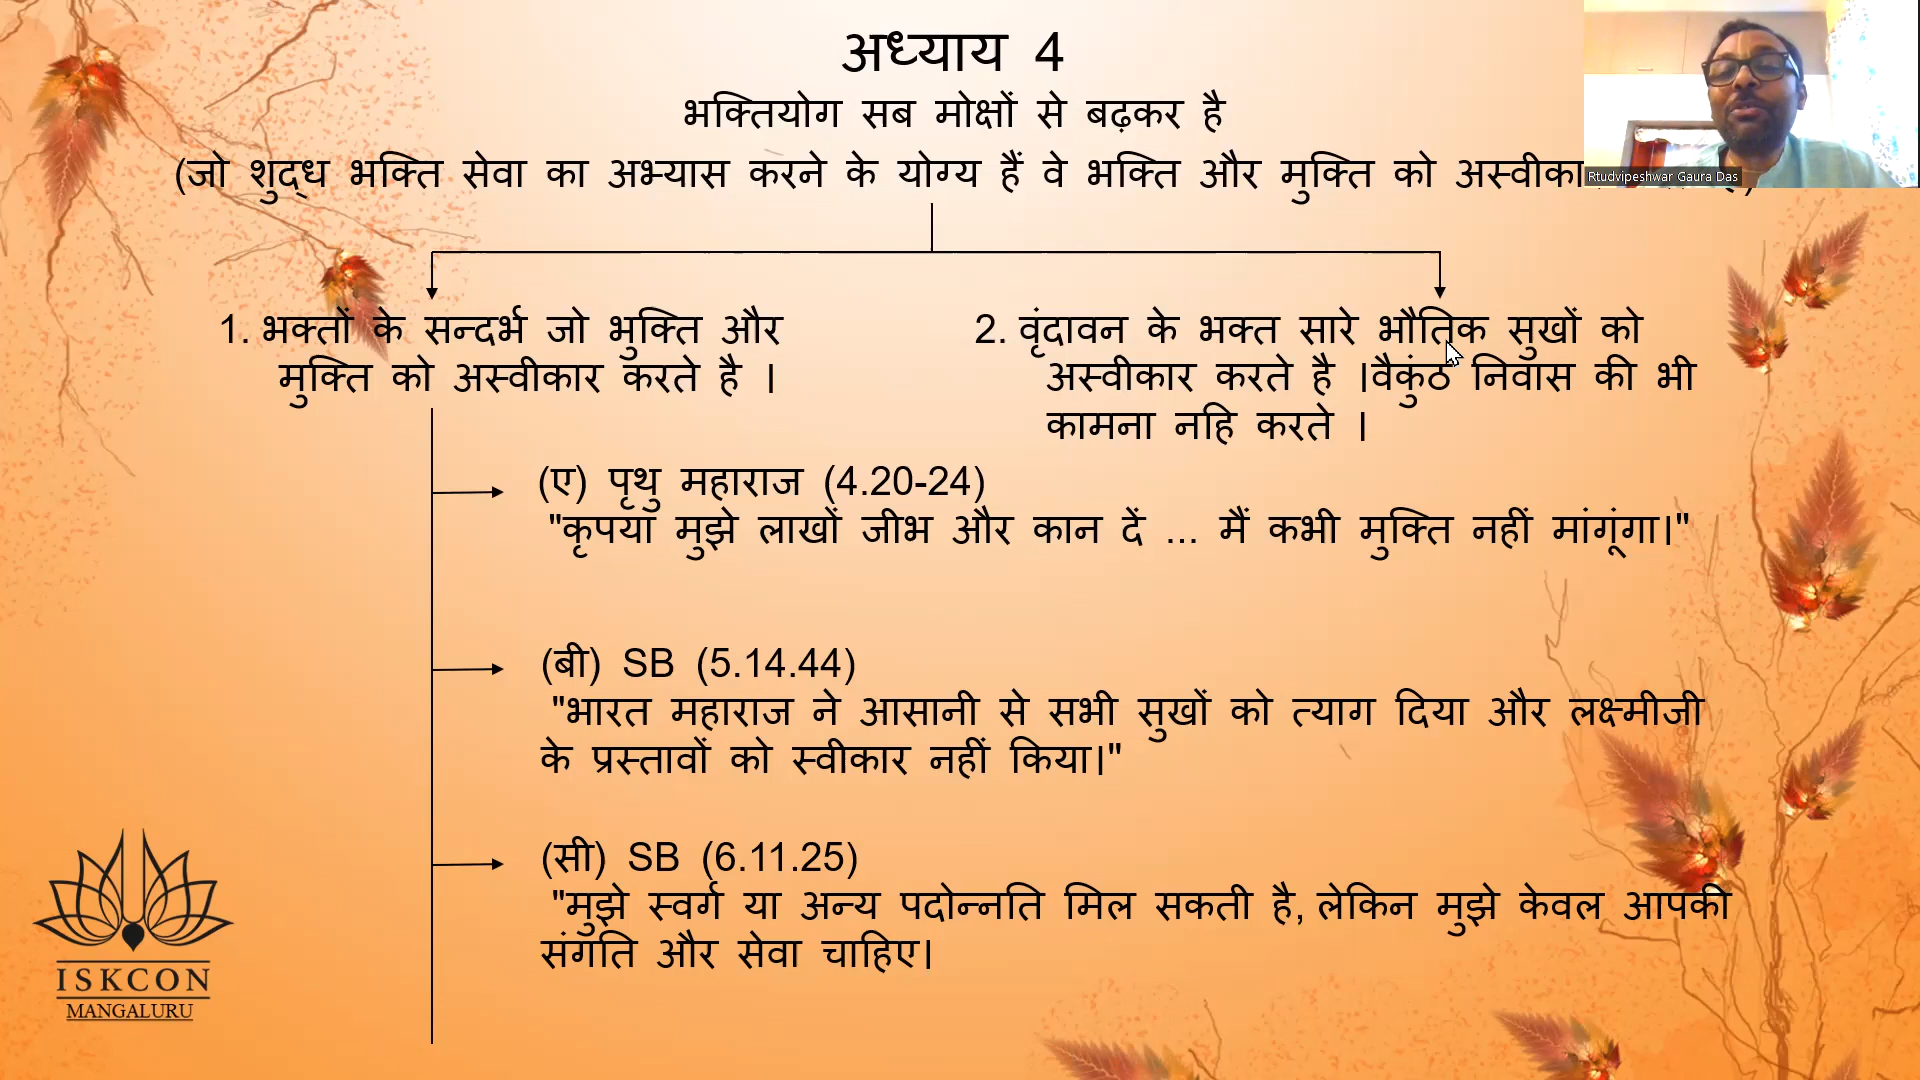 अध्याय 4
भक्तियोग सब मोक्षों से बढ़कर है
(जो शुद्ध भक्ति सेवा का अभ्यास करने के योग्य हैं वे भक्ति और मुक्ति को
Rtudvipeshwar Gaura Das
1. भक्तों के सन्दर्भ जो भुक्ति और
मुक्ति को अस्वीकार करते है ।
2. वृंदावन के भक्त सारे भौतिक सुखों को
अस्वीकार करते है ।वैकुंठ निवास की भी
कामना नहि करते ।
(ए) पृथु महाराज (4.20-24)
"कृपया मुझे लाखों जीभ और कान दें ... मैं कभी मुक्ति नहीं मांगूंगा।"
(बी) SB (5.14.44)
"भारत महाराज ने आसानी से सभी सुखों को त्याग दिया और लक्ष्मीजी
के प्रस्तावों को स्वीकार नहीं किया।"
(सी) SB (6.11.25)
"मुझे स्वर्ग या अन्य पदोन्नति मिल सकती है, लेकिन मुझे केवल आपकी
संगति और सेवा चाहिए।
ISKCON
MANGALURU